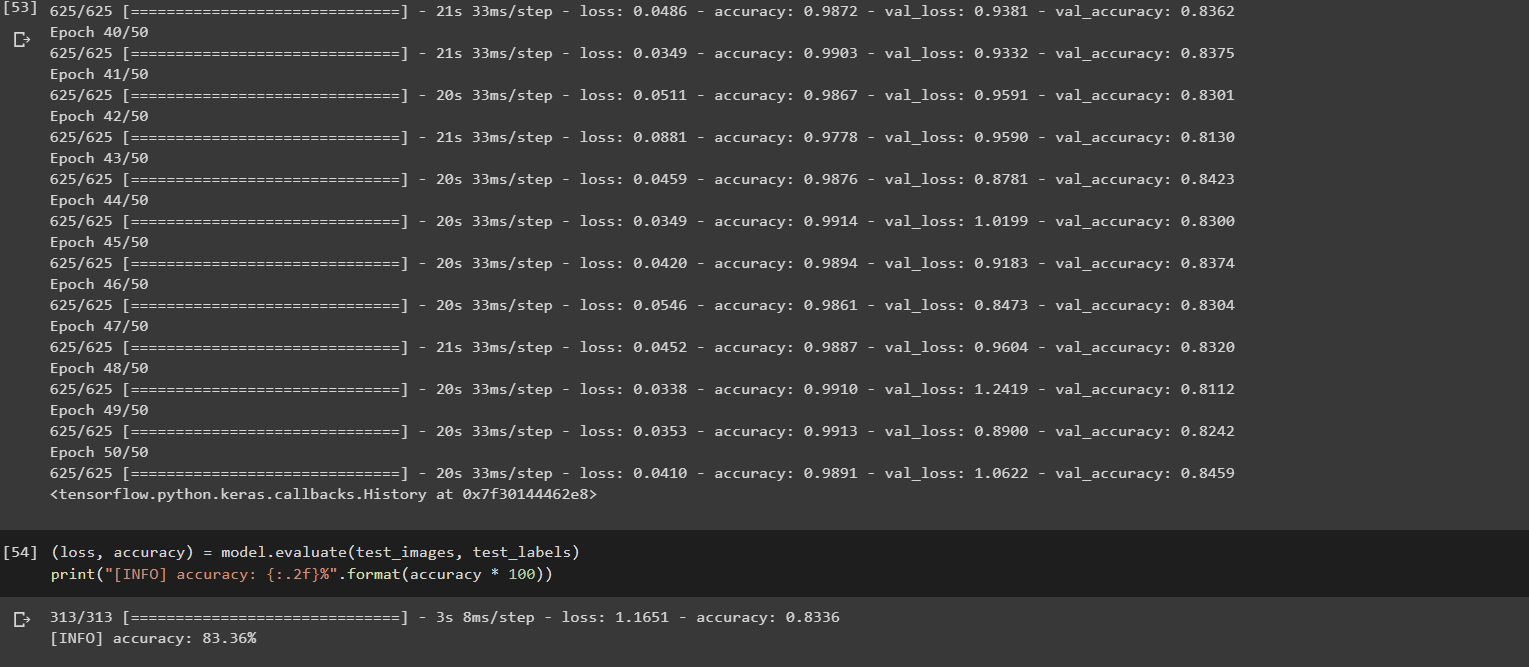 [53] 625/625 [==============================] - 21s 33ms/step - loss: 0.0486 - accuracy: 0.9872 - val_loss: 0.9381 - val_accuracy: 0.8362
Epoch 40/50
625/625 [==============================] - 21s 33ms/step - loss: 0.0349 - accuracy: 0.9903 - val_loss: 0.9332 - val_accuracy: 0.8375
Epoch 41/50
625/625 [==============================] - 20s 33ms/step - loss: 0.0511 - accuracy: 0.9867 - val_loss: 0.9591 - val_accuracy: 0.8301
Epoch 42/50
625/625 [==============================] - 21s 33ms/step - loss: 0.0881 - accuracy: 0.9778 - val_loss: 0.9590 - val_accuracy: 0.8130
Epoch 43/50
625/625 [==============================] - 20s 33ms/step - loss: 0.0459 - accuracy: 0.9876 - val_loss: 0.8781 - val_accuracy: 0.8423
Epoch 44/50
625/625 [==============================] - 20s 33ms/step - loss: 0.0349 - accuracy: 0.9914 - val_loss: 1.0199 - val_accuracy: 0.8300
Epoch 45/50
625/625 [==============================] - 20s 33ms/step - loss: 0.0420 - accuracy: 0.9894 - val_loss: 0.9183 - val_accuracy: 0.8374
Epoch 46/50
625/625 [==============================] - 20s 33ms/step - loss: 0.0546 - accuracy: 0.9861 - val_loss: 0.8473 - val_accuracy: 0.8304
Epoch 47/50
625/625 [==============================] - 21s 33ms/step - loss: 0.0452 - accuracy: 0.9887 - val_loss: 0.9604 - val_accuracy: 0.8320
Epoch 48/50
625/625 [==============================] - 20s 33ms/step - loss: 0.0338 - accuracy: 0.9910 - val_loss: 1.2419 - val_accuracy: 0.8112
Epoch 49/50
625/625 [==============================] - 20s 33ms/step - loss: 0.0353 - accuracy: 0.9913 - val_loss: 0.8900 - val_accuracy: 0.8242
Epoch 50/50
625/625 [==============================] - 20s 33ms/step - loss: 0.0410 - accuracy: 0.9891 - val_loss: 1.0622 - val_accuracy: 0.8459
<tensorflow.python.keras.callbacks.History at 0x7f30144462e8>
[54] (loss, accuracy) = model.evaluate(test_images, test_labels)
print("[INFO] accuracy: {:.2f}%".format(accuracy * 100))
313/313 [==============================] - 3s 8ms/step - loss: 1.1651 - accuracy: 0.8336
[INFO] accuracy: 83.36%